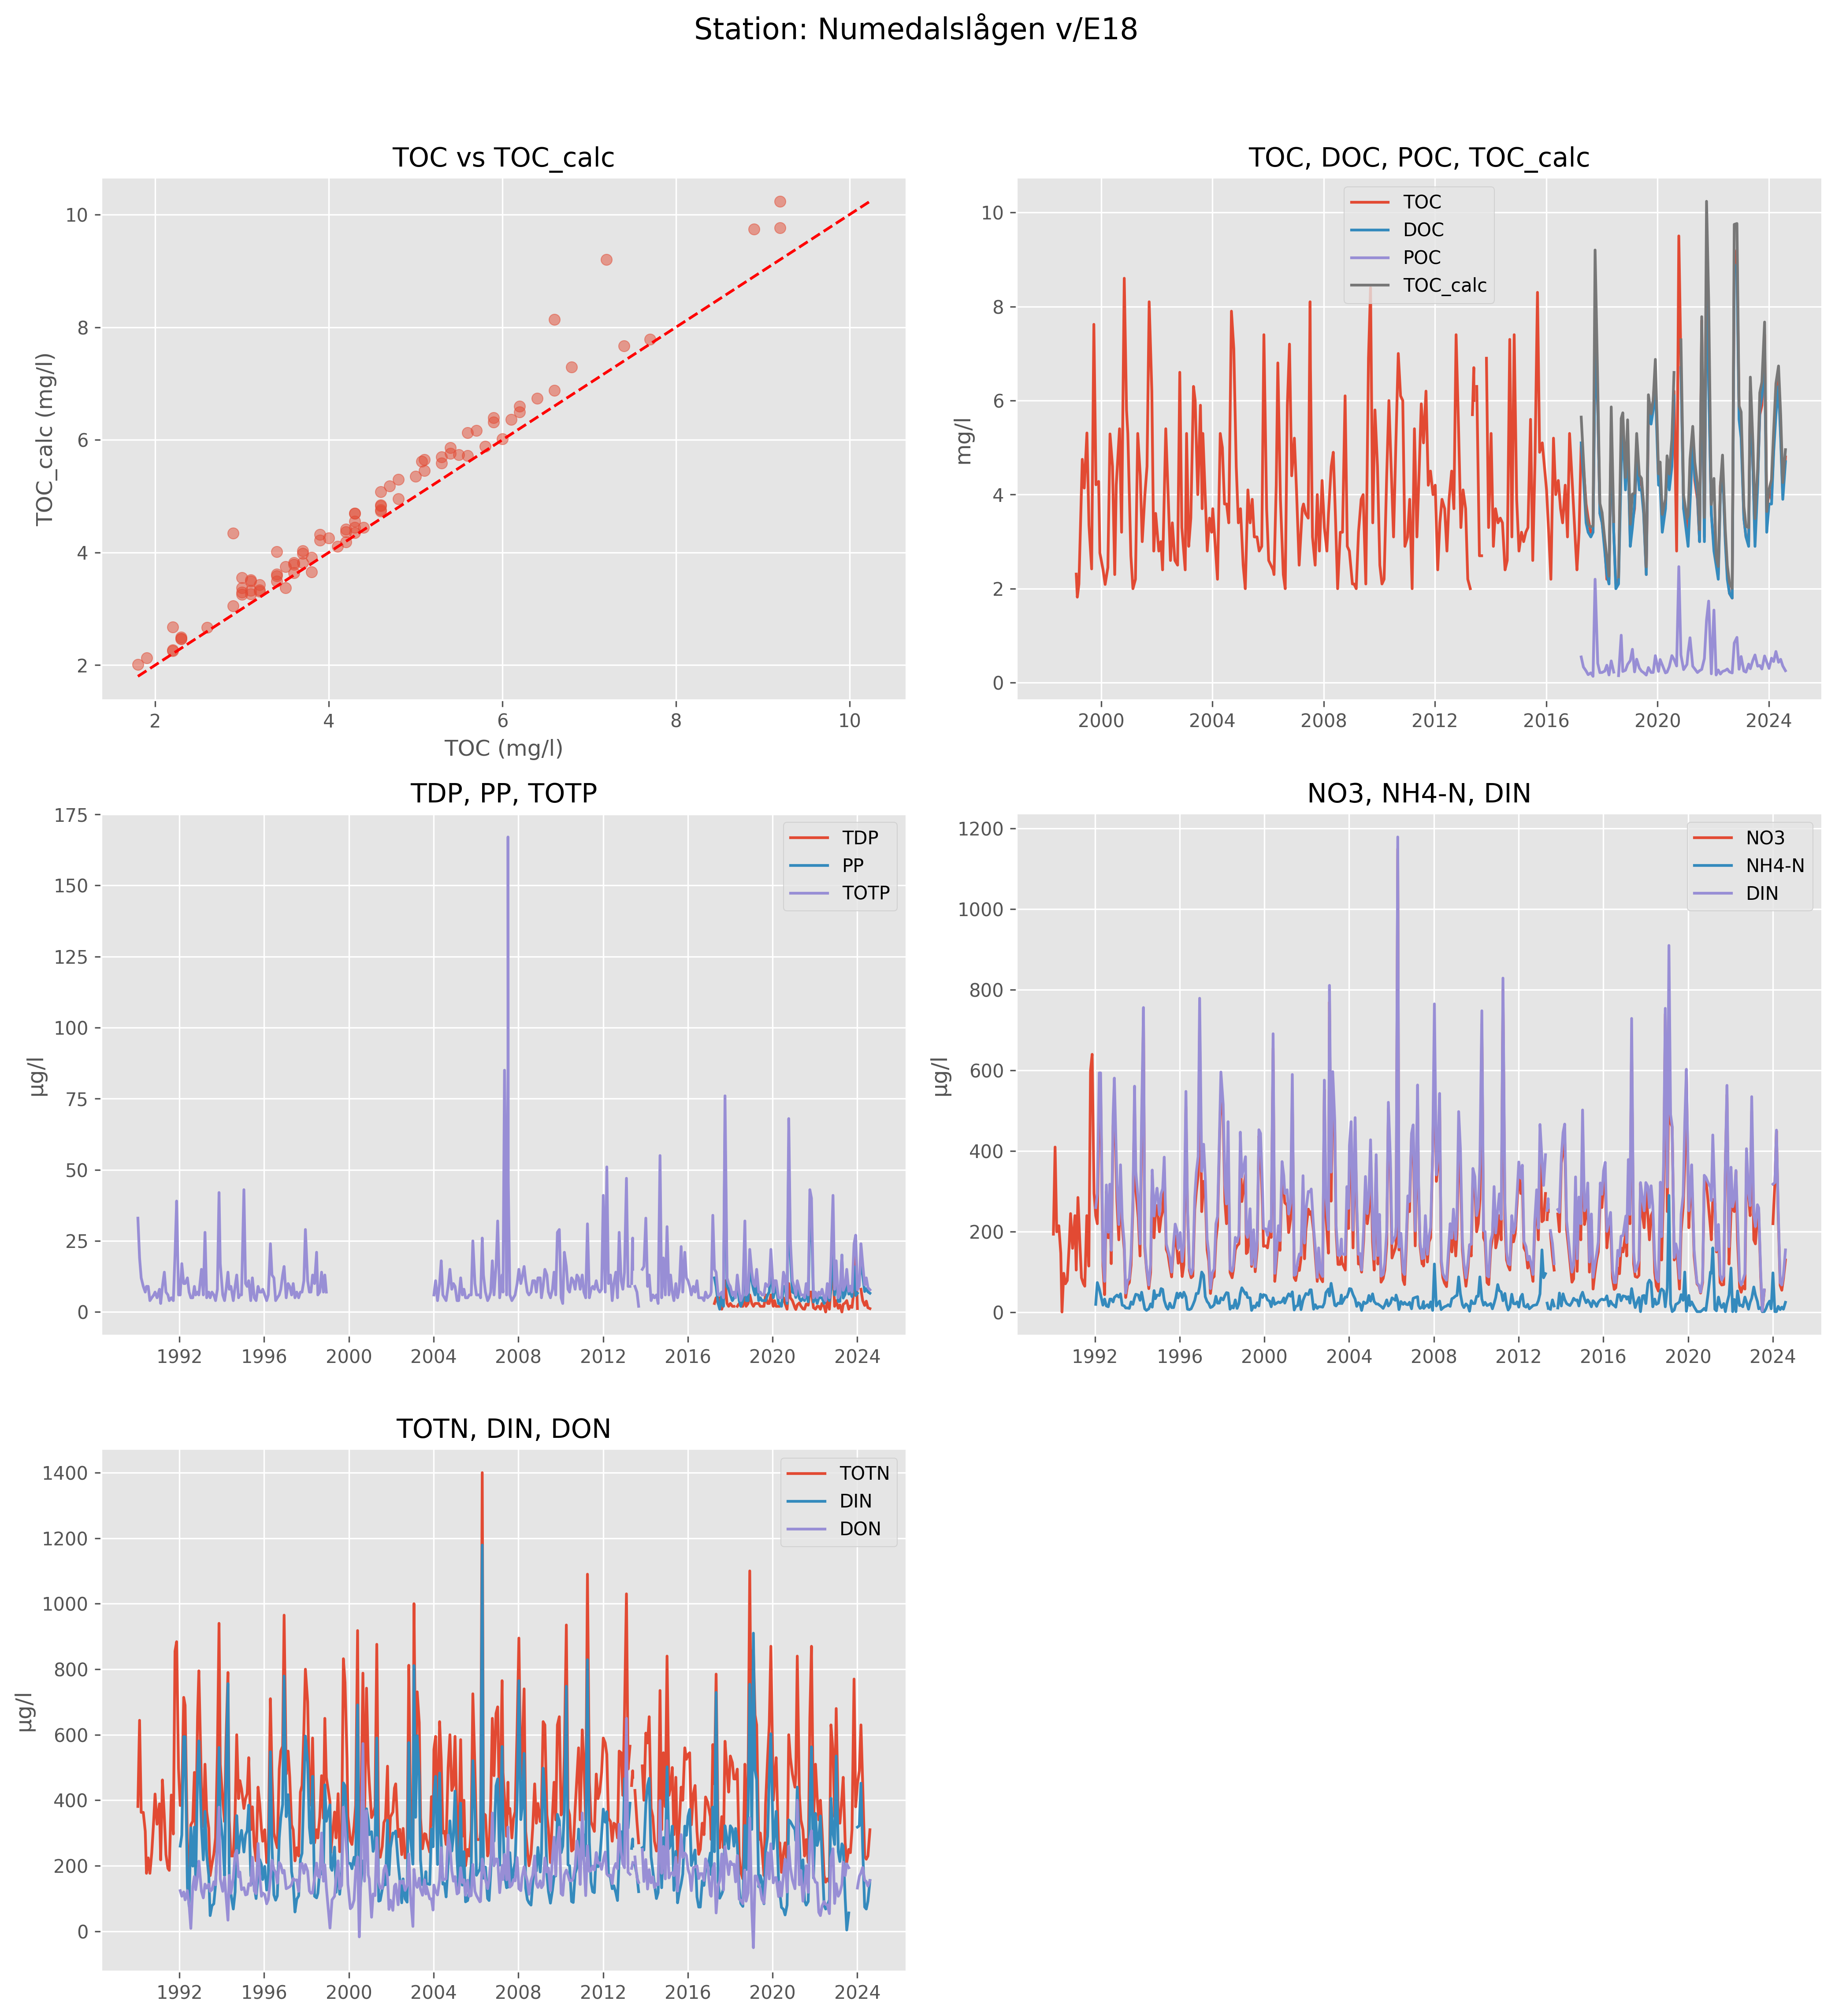 Station: Numedalslågen v/E18
TOC vs TOC_calc
10
8
6
4
2
TOC_calc (mg/l)
2 4 6 8 10
TOC (mg/l)
TOC, DOC, POC, TOC_calc
TOC
DOC
POC
TOC_calc
10
8
6
4
2
0
mg/l
2000 2004 2008 2012 2016 2020 2024
TDP, PP, TOTP
TDP
PP
TOTP
175
150
125
100
75
50
25
0
µg/l
1992 1996 2000 2004 2008 2012 2016 2020 2024
NO3, NH4-N, DIN
NO3
NH4-N
DIN
1200
1000
800
600
400
200
0
µg/l
1992 1996 2000 2004 2008 2012 2016 2020 2024
TOTN, DIN, DON
TOTN
DIN
DON
1400
1200
1000
800
600
400
200
0
µg/l
1992 1996 2000 2004 2008 2012 2016 2020 2024